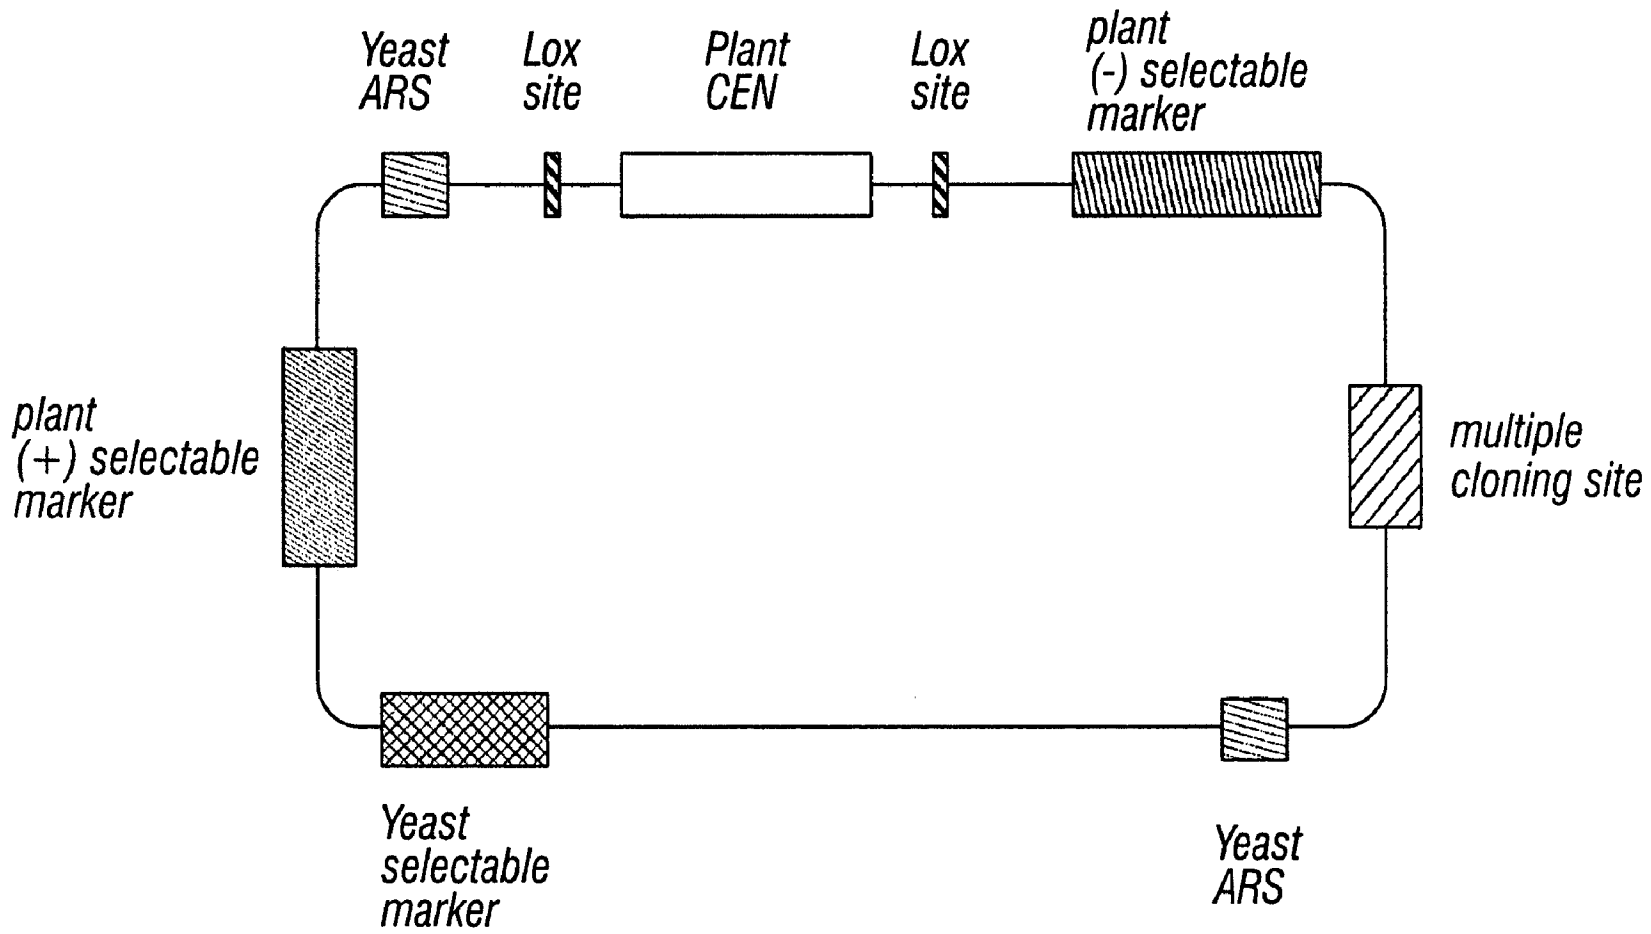 Yeast
ARS
Lox
site
Plant
CEN
Lox
site
plant
(-) selectable
marker
plant
(+) selectable
marker
multiple
cloning site
Yeast
selectable
marker
Yeast
ARS